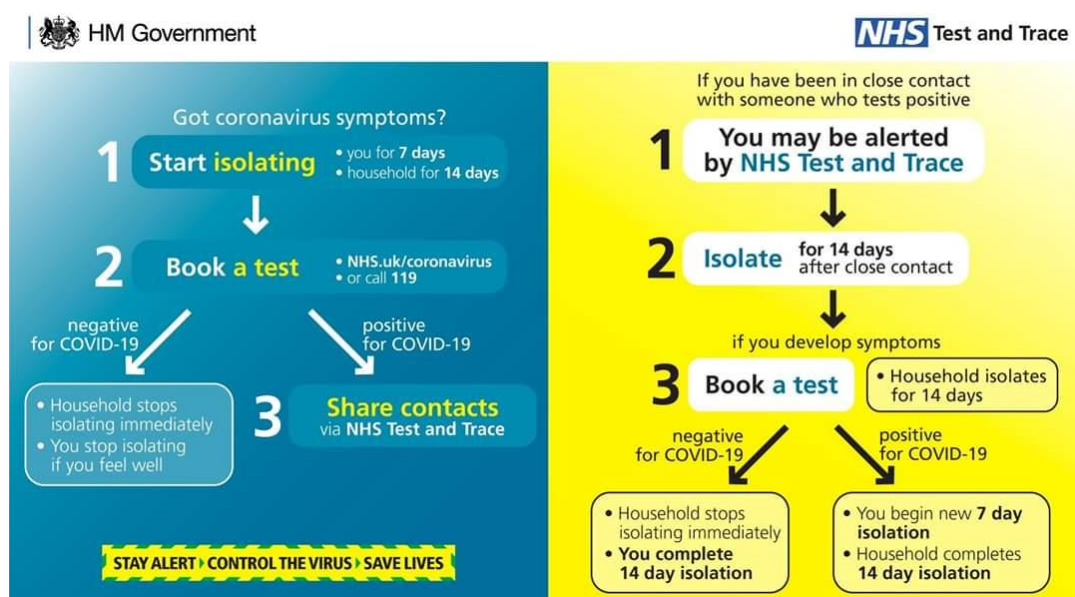 HM Government
NHS Test and Trace
Got coronavirus symptoms?
1
Start isolating
• you for 7 days
• household for 14 days
2
Book a test
• NHS.uk/coronavirus
• or call 119
negative
for COVID-19
positive
for COVID-19
• Household stops
isolating immediately
• You stop isolating
if you feel well
3
Share contacts
via NHS Test and Trace
STAY ALERT CONTROL THE VIRUS SAVE LIVES
If you have been in close contact
with someone who tests positive
1
You may be alerted
by NHS Test and Trace
2
Isolate
for 14 days
after close contact
if you develop symptoms
3
Book a test
• Household isolates
for 14 days
negative
for COVID-19
positive
for COVID-19
• Household stops
isolating immediately
• You complete
14 day isolation
• You begin new 7 day
isolation
• Household completes
14 day isolation